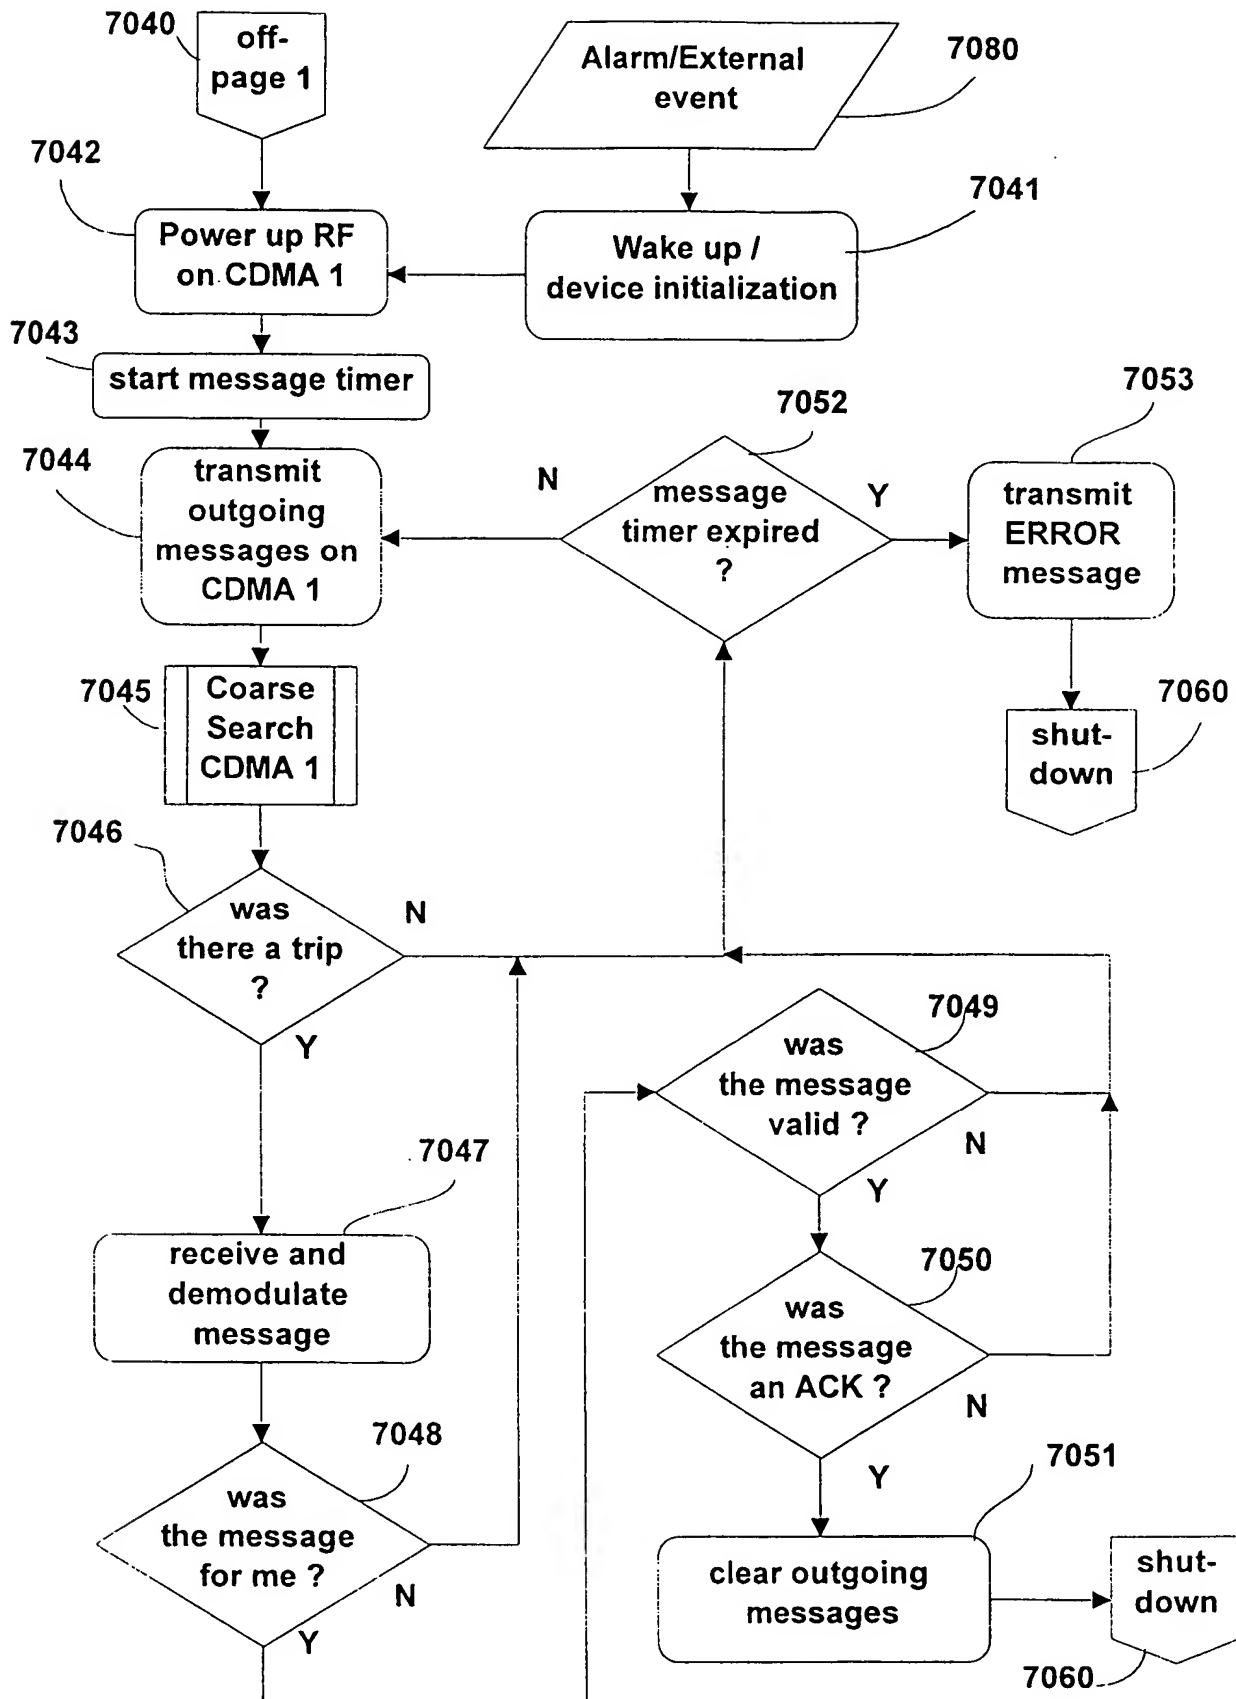 7040
off-
page 1
Alarm/External
event
7080
7042
7041
Power up RF
on CDMA 1
Wake up /
device initialization
7043
start message timer
7052
7053
7044
transmit
outgoing
messages on
CDMA 1
N
message
timer expired
?
Y
transmit
ERROR
message
7045
Coarse
Search
CDMA 1
7060
shut-
down
7046
was
there a trip
?
N
Y
7049
was
the message
valid ?
N
Y
7047
receive and
demodulate
message
7050
was
the message
an ACK ?
N
Y
7048
was
the message
for me ?
N
Y
7051
clear outgoing
messages
shut-
down
7060